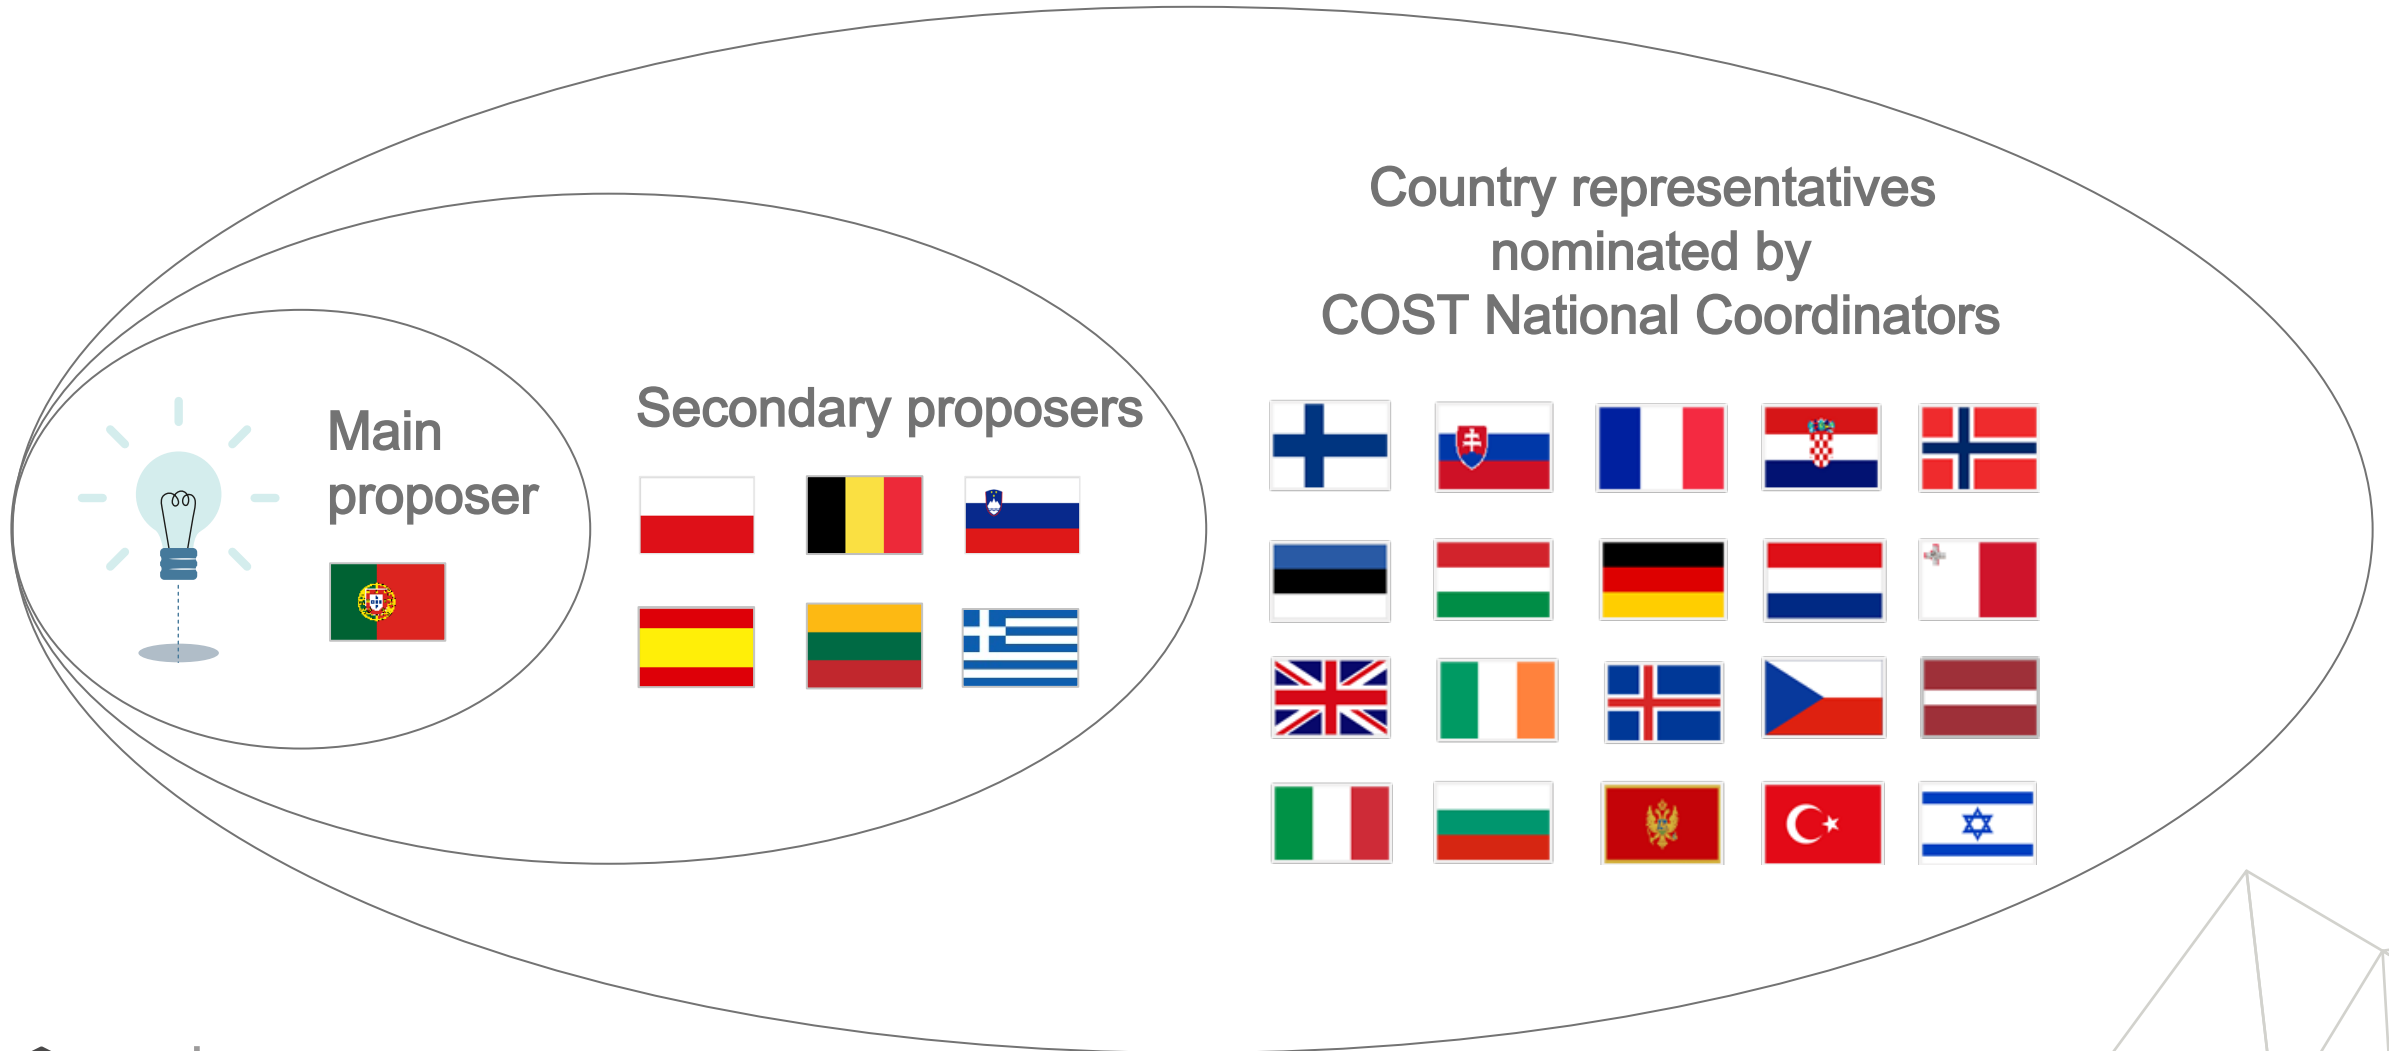 Main
proposer
Secondary proposers
Country representatives
nominated by
COST National Coordinators